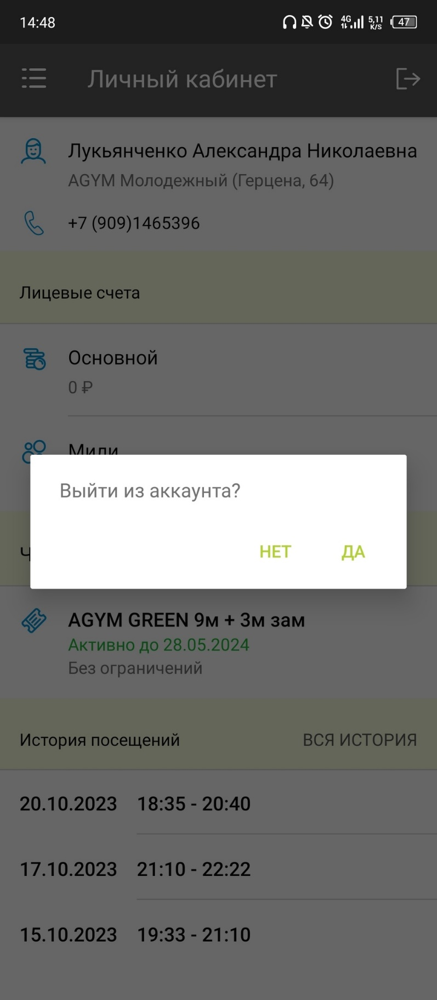 14:48
4G
5,11
K/S
47
Личный кабинет
Лукьянченко Александра Николаевна
AGYM Молодежный (Герцена, 64)
+7 (909)1465396
Лицевые счета
Основной
0 ₽
Мили
Выйти из аккаунта?
НЕТ ДА
Ч
AGYM GREEN 9м + 3м зам
Активно до 28.05.2024
Без ограничений
История посещений ВСЯ ИСТОРИЯ
20.10.2023 18:35 - 20:40
17.10.2023 21:10 - 22:22
15.10.2023 19:33 - 21:10